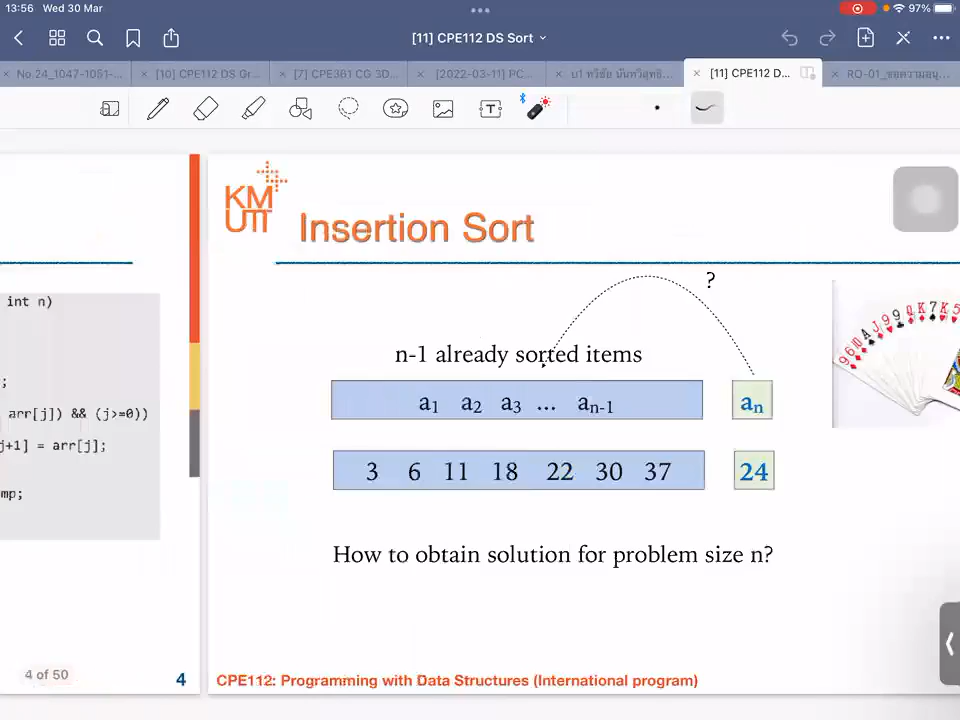 13:56 Wed 30 Mar
97%
[11] CPE112 DS Sort
No.24_1047-1051-...
[10] CPE112 DS Gr...
[7] CPE361 CG 3D...
[2022-03-11] PC...
[11] CPE112 D...
T
KM
UTT
Insertion Sort
int n)
;
arr[j]) && (j>=0))
j+1] = arr[j];
mp;
4 of 50
4
?
n-1 already sorted items
a1 a2 a3 ... an-1
an
3 6 11 18 22 30 37
24
How to obtain solution for problem size n?
CPE112: Programming with Data Structures (International program)